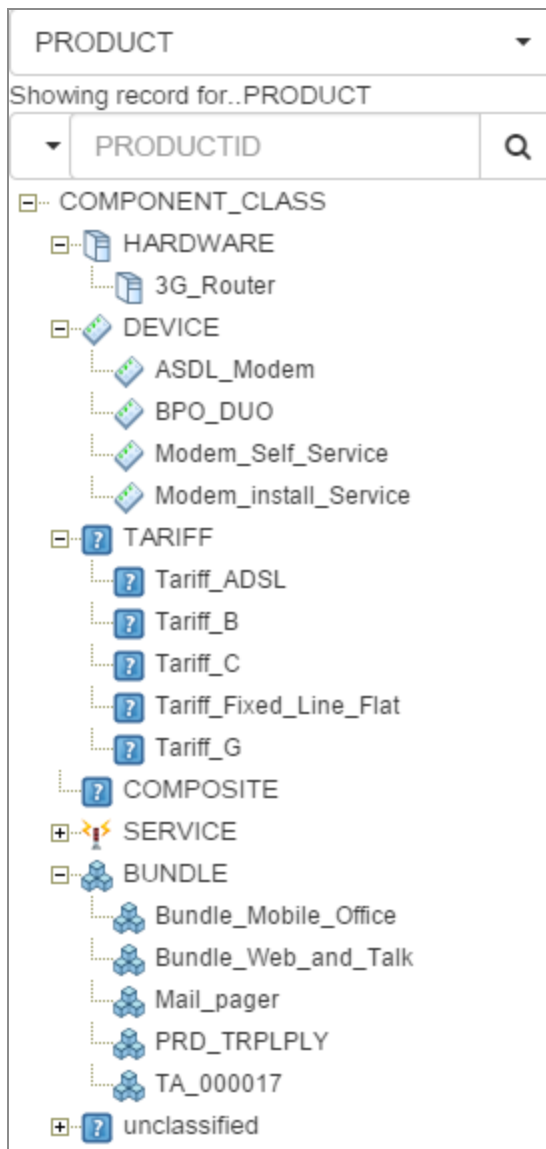 PRODUCT
Showing record for..PRODUCT
PRODUCTID
COMPONENT_CLASS
HARDWARE
3G_Router
DEVICE
ASDL_Modem
BPO_DUO
Modem_Self_Service
Modem_install_Service
TARIFF
Tariff_ADSL
Tariff_B
Tariff_C
Tariff_Fixed_Line_Flat
Tariff_G
COMPOSITE
SERVICE
BUNDLE
Bundle_Mobile_Office
Bundle_Web_and_Talk
Mail_pager
PRD_TRPLPLY
TA_000017
unclassified